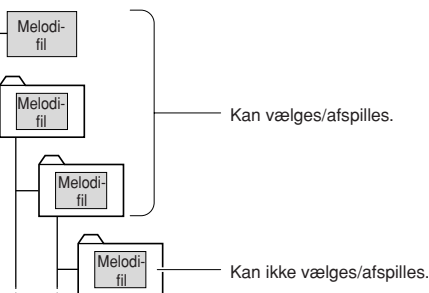 Melodi-
fil
Melodi-
fil
Kan vælges/afspilles.
Melodi-
fil
Melodi-
fil
Kan ikke vælges/afspilles.